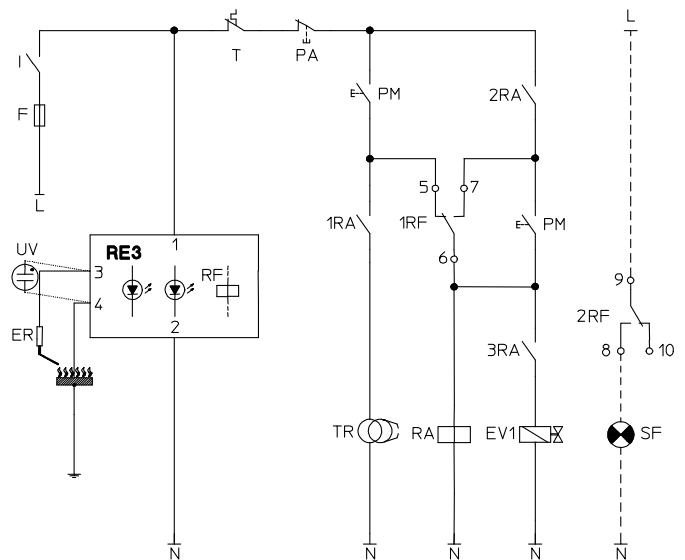 L
I
T
PA
F
PM
2RA
L
5
7
1RA
1RF
PM
UV
RE3
1
3
RF
6
9
4
2RF
ER
2
3RA
8
10
TR
RA
EV1
SF
N
N
N
N
N